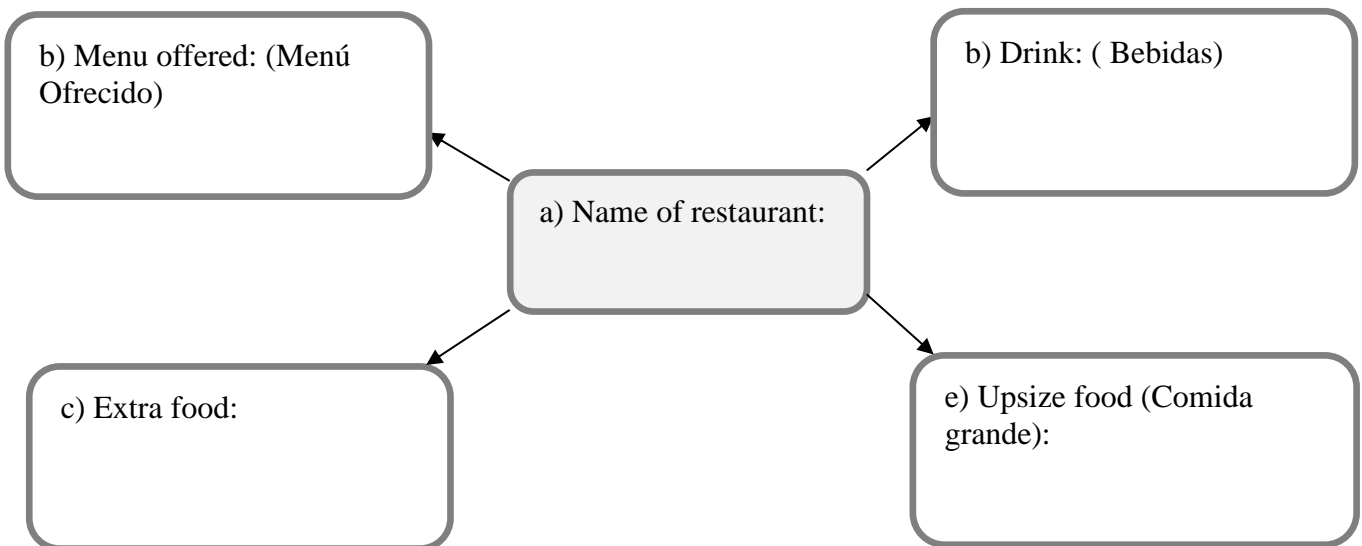 b) Menu offered: (Menú
Ofrecido)
b) Drink: ( Bebidas)
a) Name of restaurant:
c) Extra food:
e) Upsize food (Comida
grande):